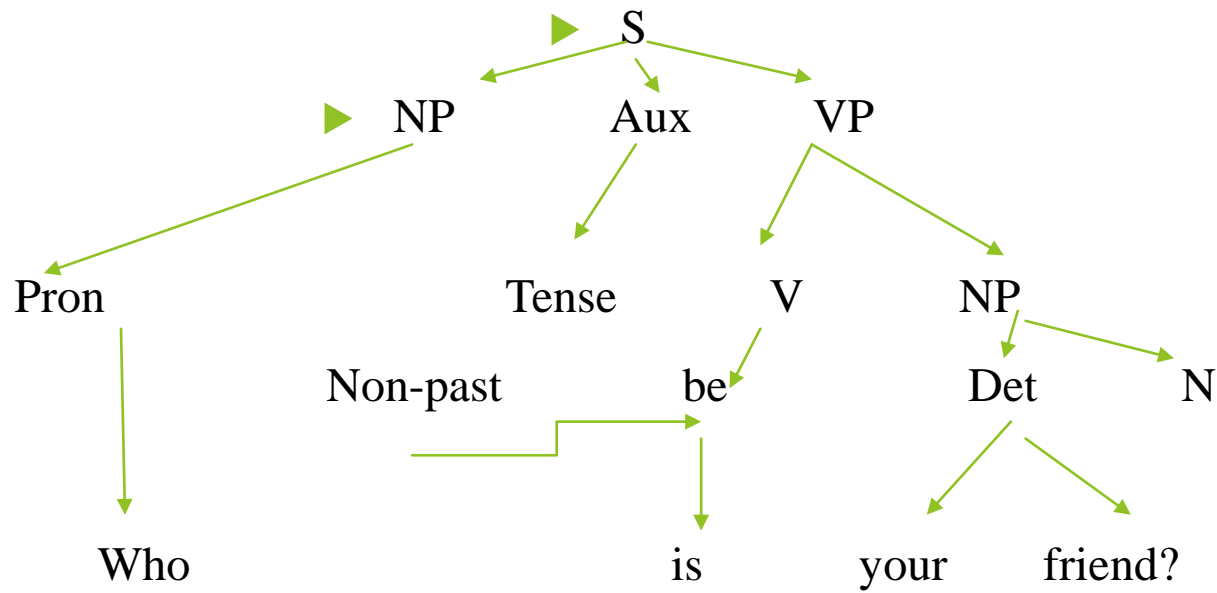 S
NP Aux VP
Pron Tense V NP
Non-past be Det N
Who is your friend?